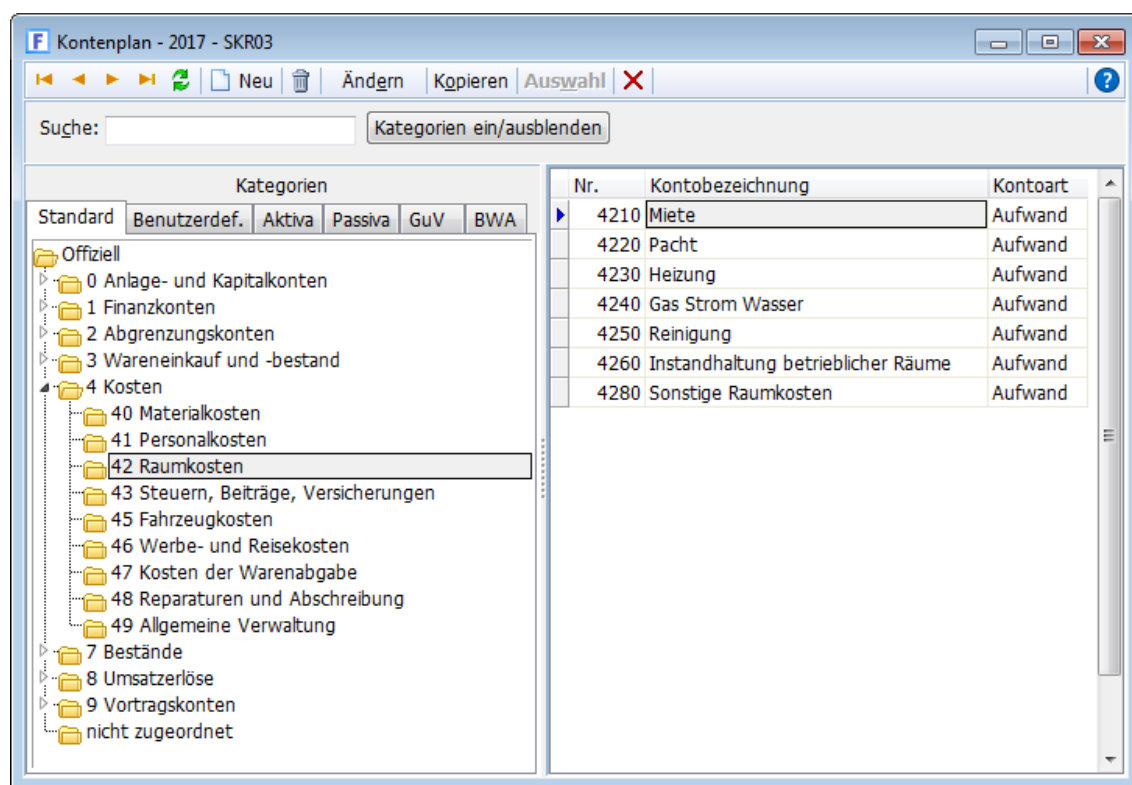 F Kontenplan - 2017 - SKR03
Neu Ändern Kopieren Auswahl ?
Suche: Kategorien ein/ausblenden
Kategorien
Standard Benutzerdef. Aktiva Passiva GuV BWA
Offiziell
0 Anlage- und Kapitalkonten
1 Finanzkonten
2 Abgrenzungskonten
3 Wareneinkauf und -bestand
4 Kosten
40 Materialkosten
41 Personalkosten
42 Raumkosten
43 Steuern, Beiträge, Versicherungen
45 Fahrzeugkosten
46 Werbe- und Reisekosten
47 Kosten der Warenabgabe
48 Reparaturen und Abschreibung
49 Allgemeine Verwaltung
7 Bestände
8 Umsatzerlöse
9 Vortragskonten
nicht zugeordnet
Nr. Kontobezeichnung Kontoart
4210 Miete Aufwand
4220 Pacht Aufwand
4230 Heizung Aufwand
4240 Gas Strom Wasser Aufwand
4250 Reinigung Aufwand
4260 Instandhaltung betrieblicher Räume Aufwand
4280 Sonstige Raumkosten Aufwand